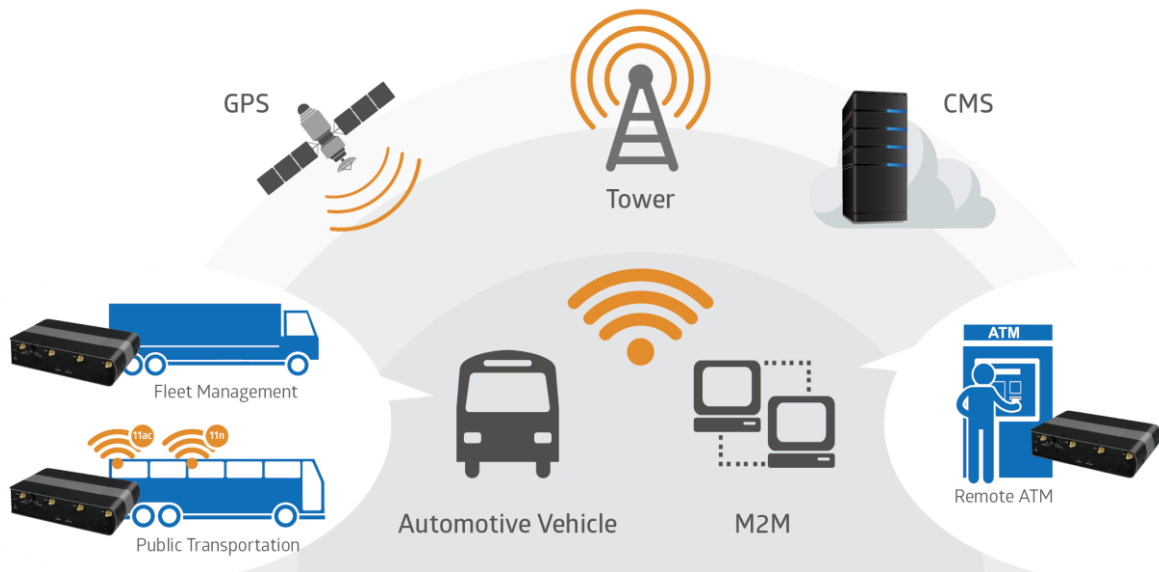 GPS
Tower
CMS
Fleet Management
11ac
11n
Public Transportation
Automotive Vehicle
M2M
ATM
Remote ATM